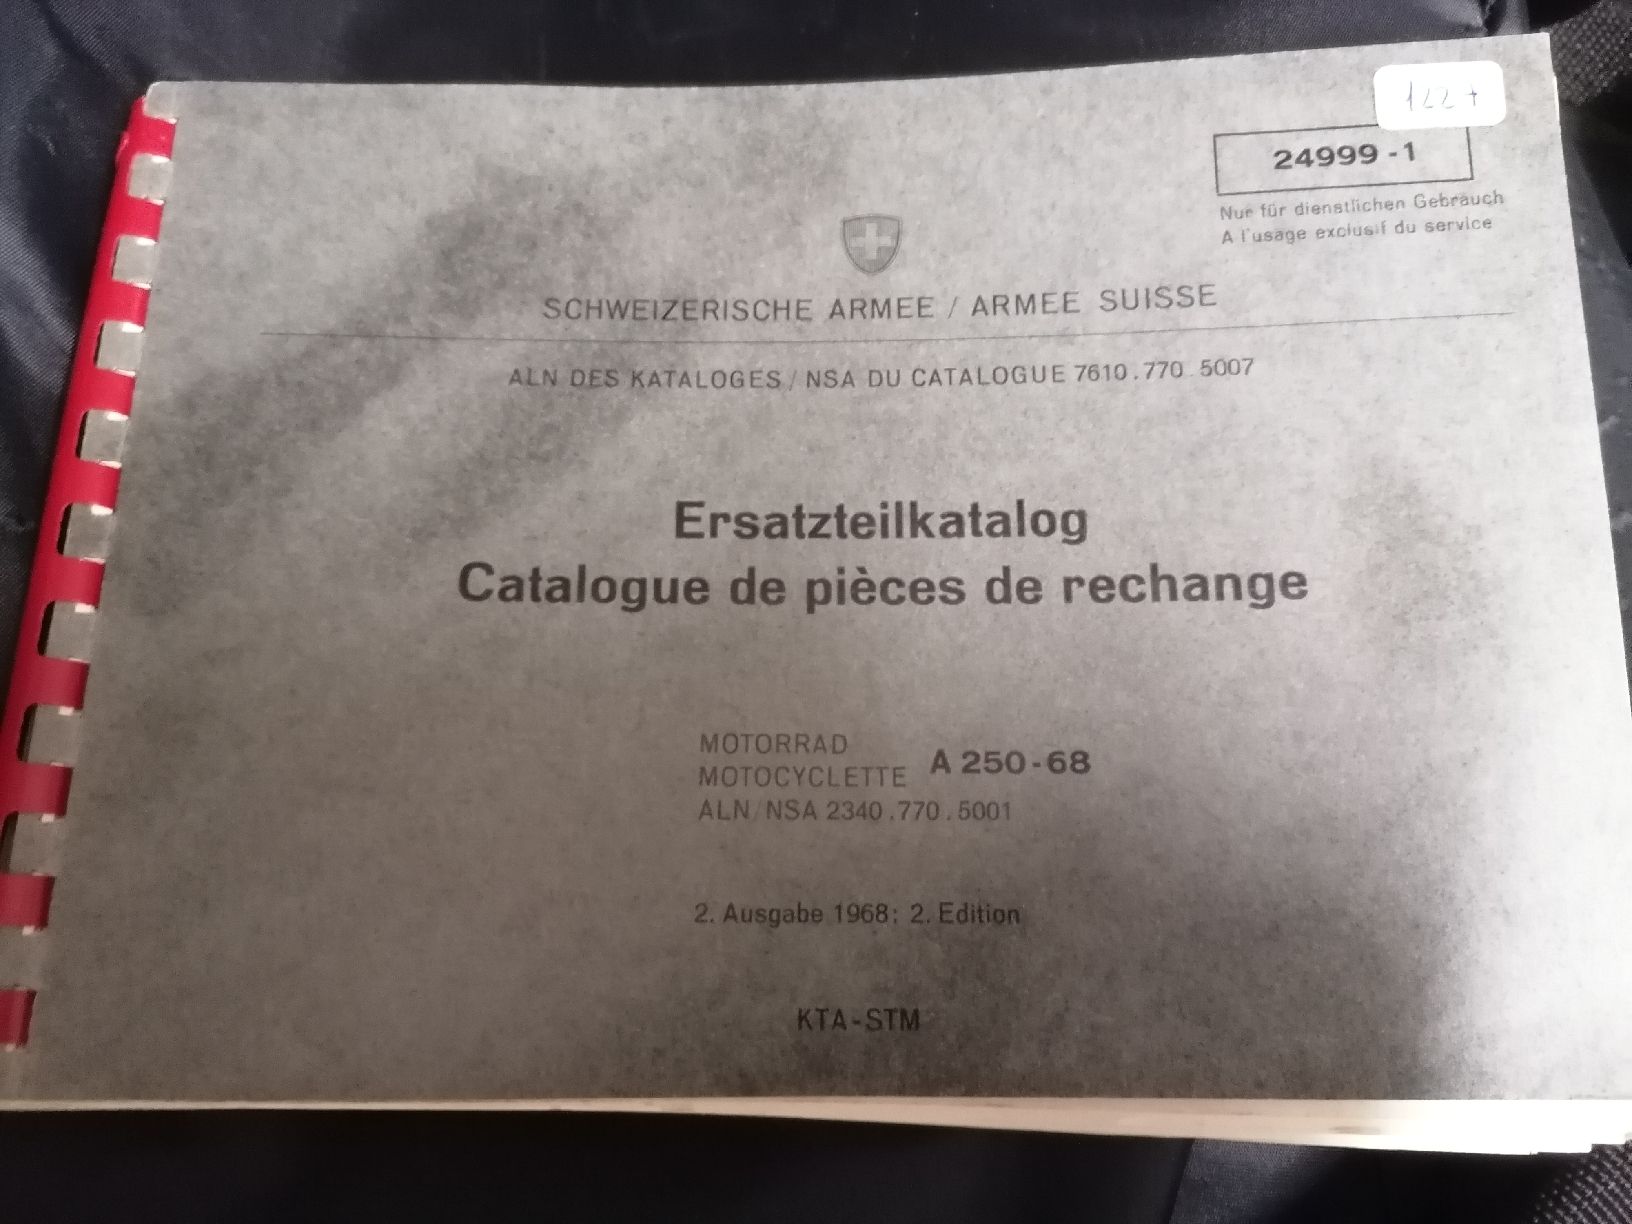 24999-1
Nur für dienstlichen Gebrauch
A l'usage exclusif du service
SCHWEIZERISCHE ARMEE / ARMEE SUISSE
ALN DES KATALOGES / NSA DU CATALOGUE 7610.770.5007
Ersatzteilkatalog
Catalogue de pièces de rechange
MOTORRAD
MOTOCYCLETTE A 250-68
ALN/NSA 2340.770.5001
2. Ausgabe 1968: 2. Edition
KTA-STM